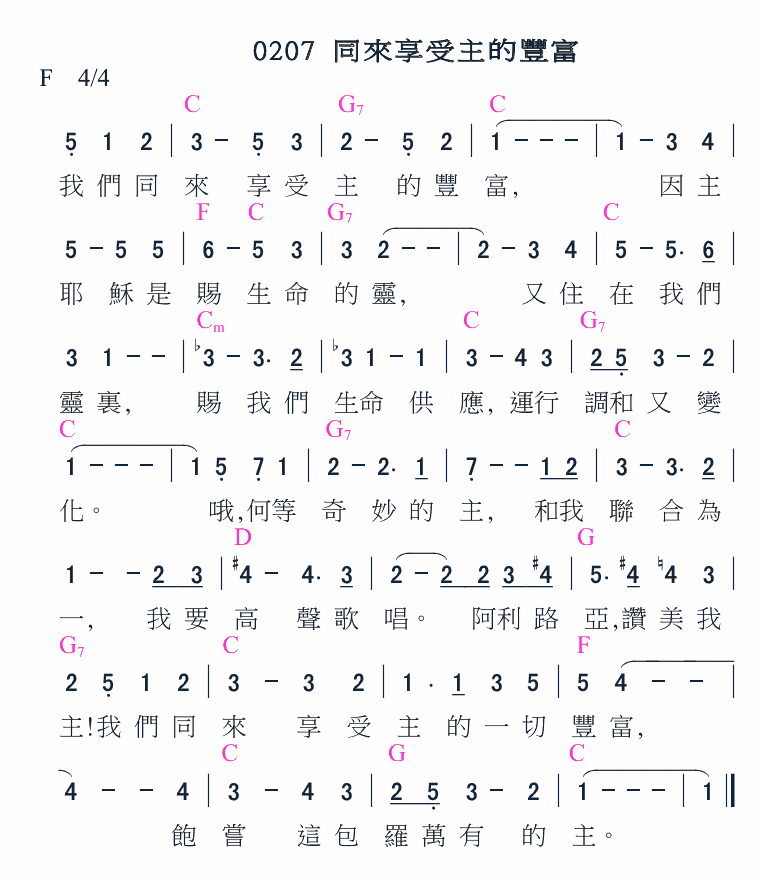 0207 同來享受主的豐富
F 4/4
C G7 C
5 1 2 | 3 - 5 3 | 2 - 5 2 | 1 - - - | 1 - 3 4 |
我們同 來 享受 主 的豐 富, 因主
F C G7 C
5 - 5 5 | 6 - 5 3 | 3 2 - - | 2 - 3 4 | 5 - 5. 6 |
耶 穌是 賜 生命 的靈, 又住 在 我們
Cm C G7
3 1 - - | ♭3 - 3. 2 | ♭3 1 - 1 | 3 - 4 3 | 2 5 3 - 2 |
靈裏, 賜 我們 生命 供 應, 運行 調和 又 變
C G7 C
1 - - - | 1 5 7 1 | 2 - 2. 1 | 7 - - 1 2 | 3 - 3. 2 |
化。 哦,何等 奇 妙的 主, 和我 聯 合為
D G
1 - - 2 3 | ♯4 - 4. 3 | 2 - 2 2 3 ♯4 | 5. ♯4 ♮4 3 |
一, 我要 高 聲歌 唱。 阿利 路 亞,讚美我
G7 C F
2 5 1 2 | 3 - 3 2 | 1 . 1 3 5 | 5 4 - - |
主!我們同 來 享 受 主 的一切 豐富,
C G C
4 - - 4 | 3 - 4 3 | 2 5 3 - 2 | 1 - - - | 1 ‖
飽 嘗 這包 羅萬有 的 主。